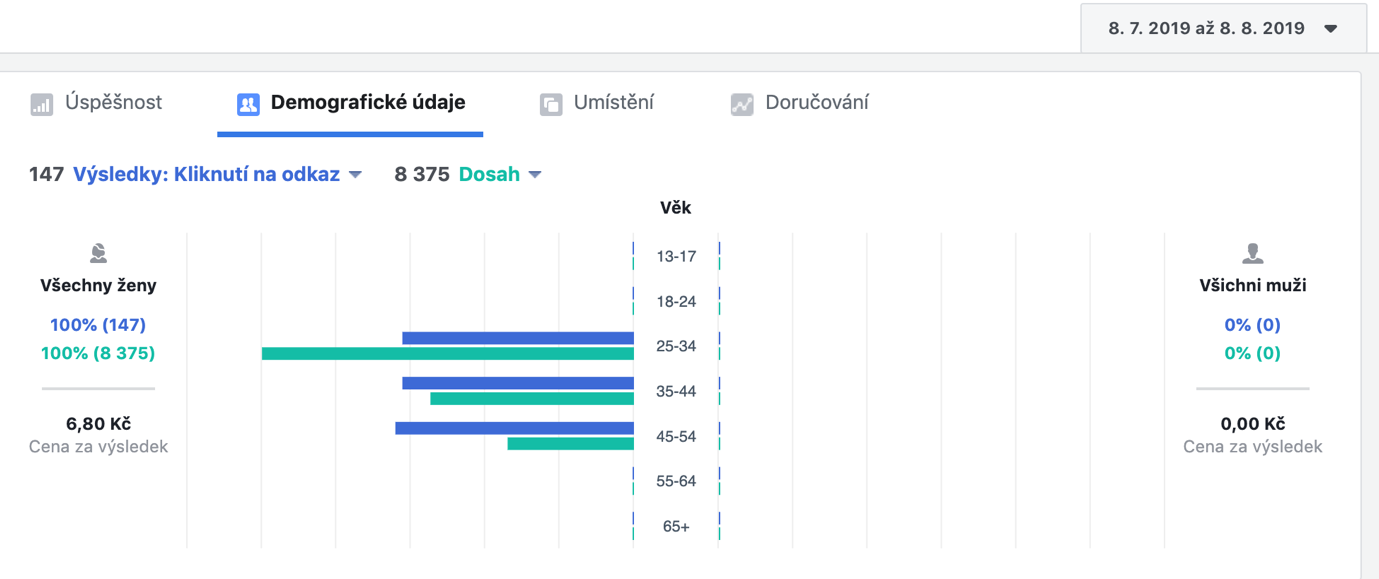 8. 7. 2019 až 8. 8. 2019
Úspěšnost
Demografické údaje
Umístění
Doručování
147 Výsledky: Kliknutí na odkaz
8 375 Dosah
Věk
Všechny ženy
100% (147)
100% (8 375)
6,80 Kč
Cena za výsledek
13-17
18-24
25-34
35-44
45-54
55-64
65+
Všichni muži
0% (0)
0% (0)
0,00 Kč
Cena za výsledek